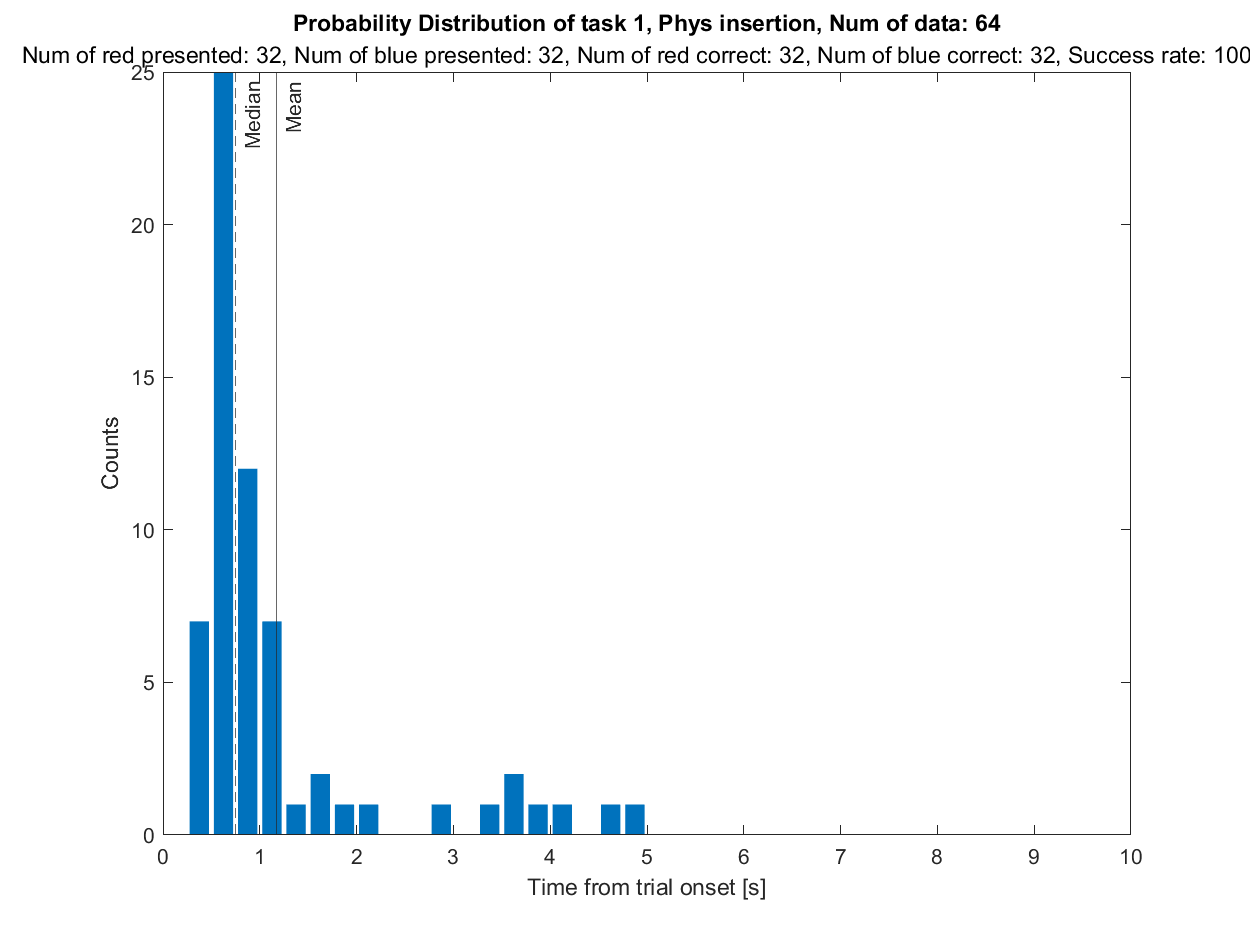 Probability Distribution of task 1, Phys insertion, Num of data: 64
Num of red presented: 32, Num of blue presented: 32, Num of red correct: 32, Num of blue correct: 32, Success rate: 100
25
20
15
10
5
0
Counts
Median
Mean
0 1 2 3 4 5 6 7 8 9 10
Time from trial onset [s]